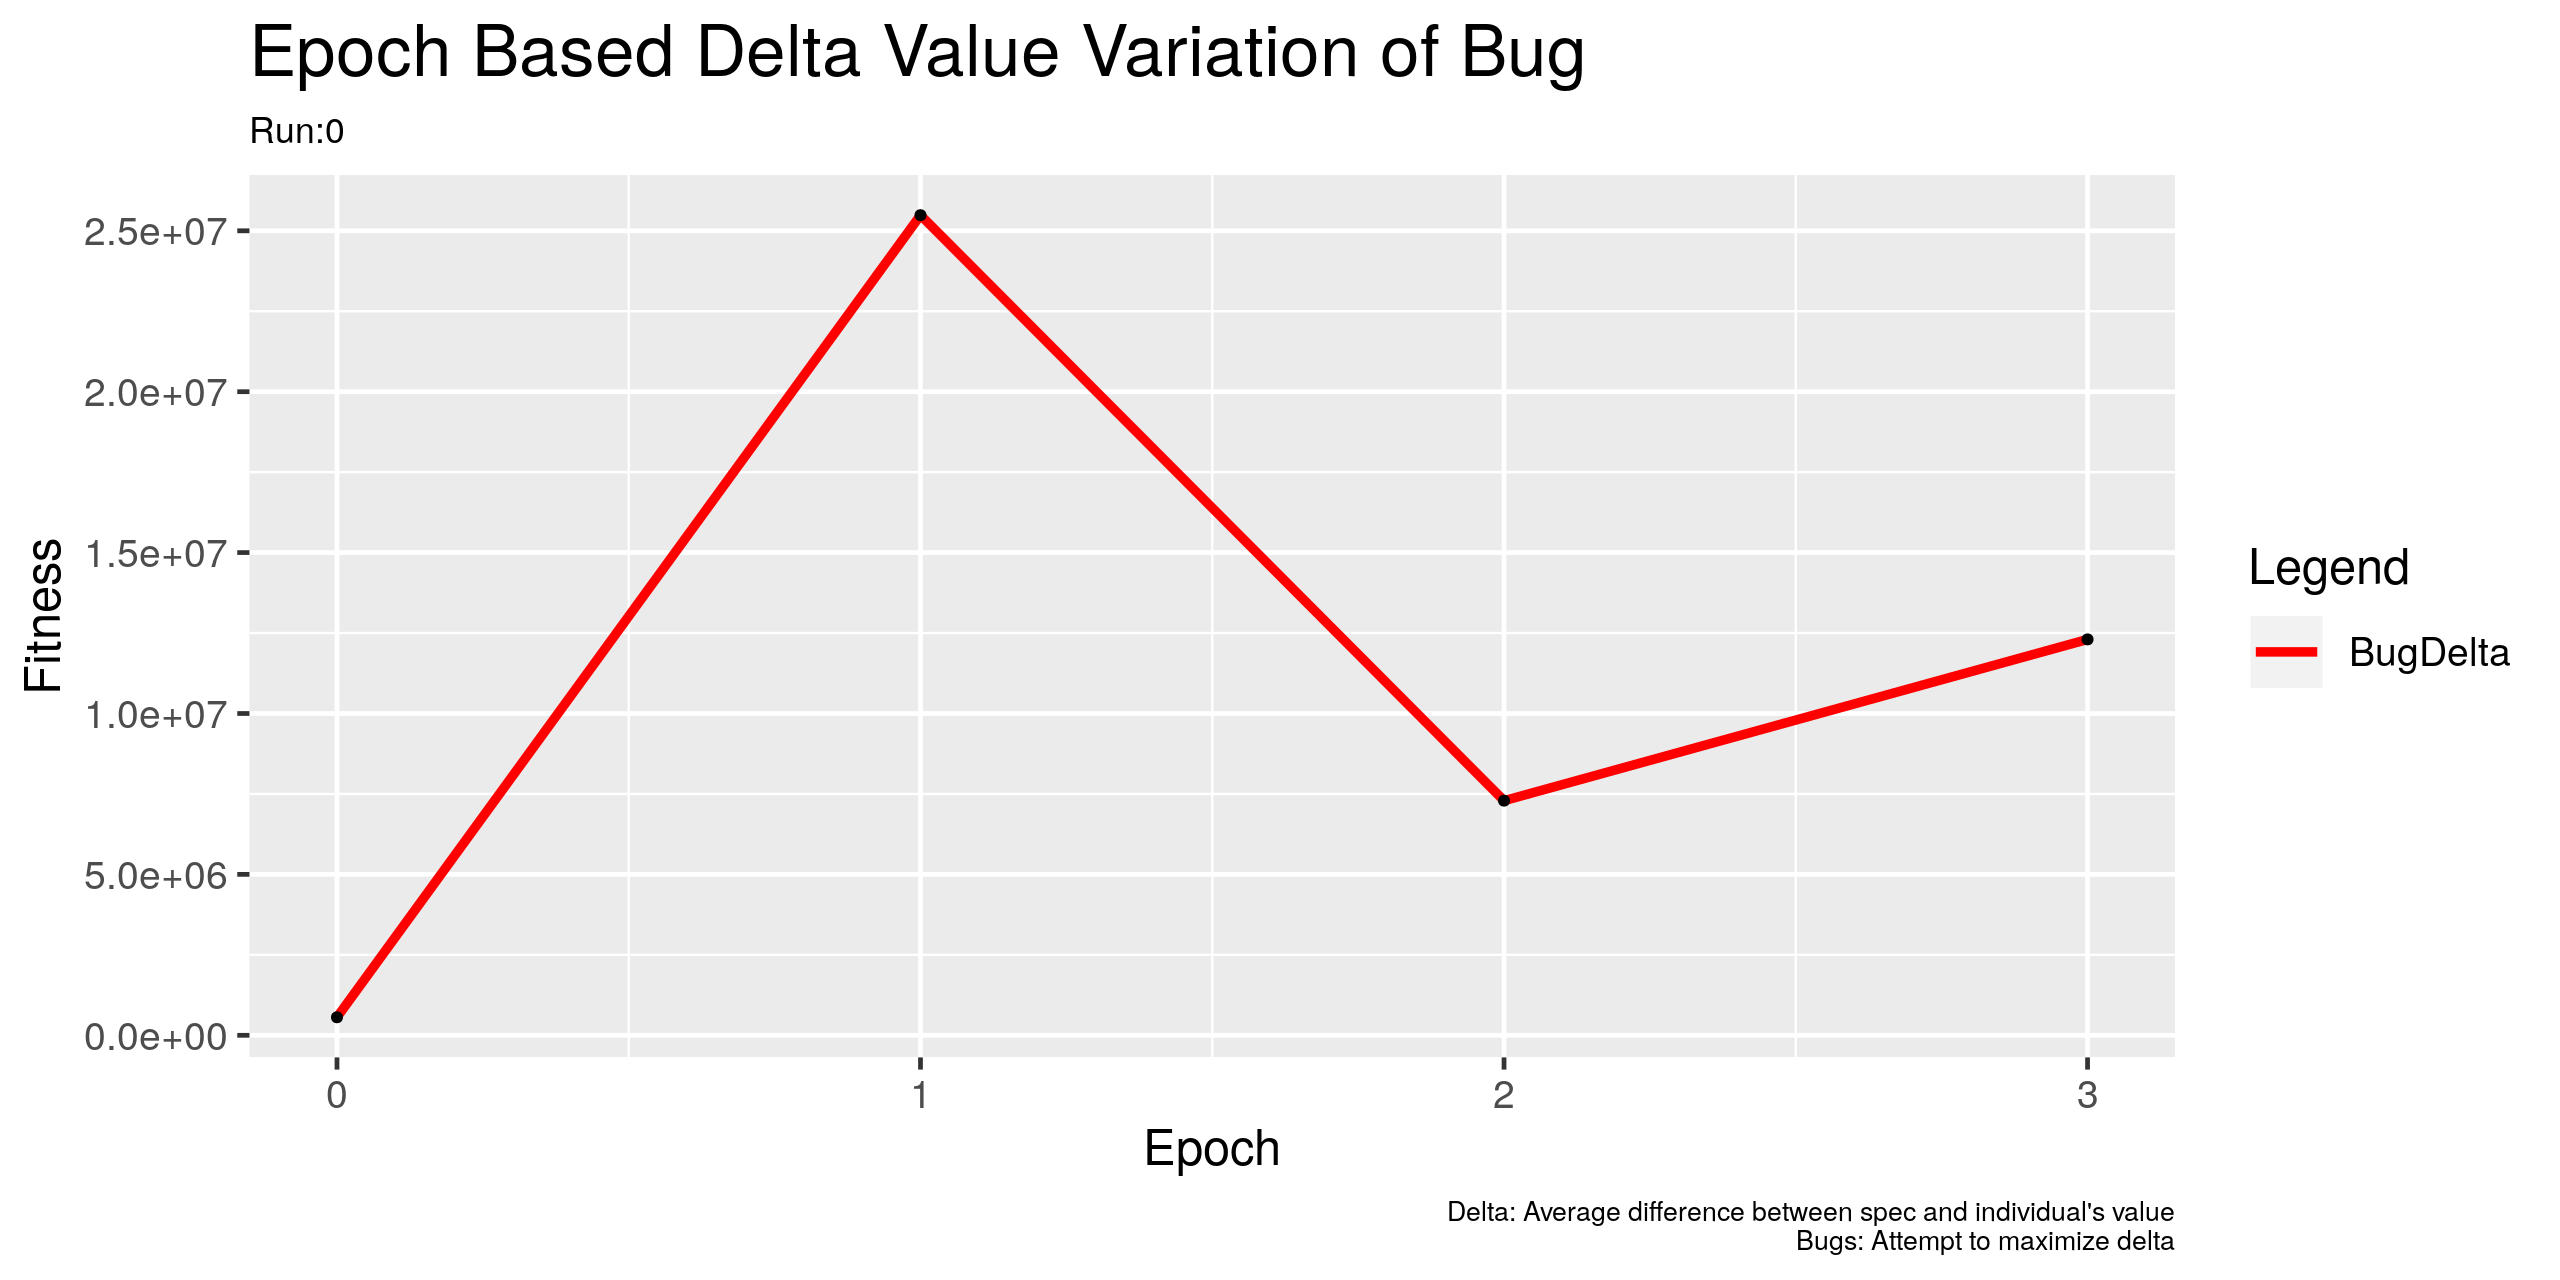 Epoch Based Delta Value Variation of Bug
Run:0
Fitness
2.5e+07
2.0e+07
1.5e+07
1.0e+07
5.0e+06
0.0e+00
0 1 2 3
Epoch
Legend
BugDelta
Delta: Average difference between spec and individual's value
Bugs: Attempt to maximize delta